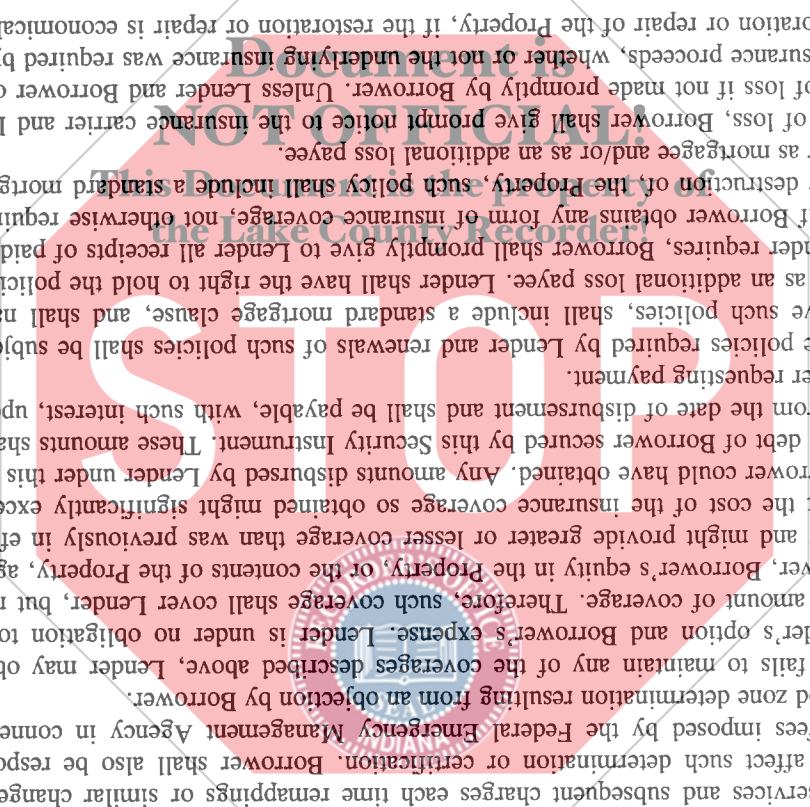 services and subsequent charges each time remappings or similar change
affect such determination or certification. Borrower shall also be resp
fees imposed by the Federal Emergency Management Agency in conne
d zone determination resulting from an objection by Borrower.
fails to maintain any of the coverages described above, Lender may ob
der's option and Borrower's expense. Lender is under no obligation to
amount of coverage. Therefore, such coverage shall cover Lender, but
wer, Borrower's equity in the Property, or the contents of the Property, ag
and might provide greater or lesser coverage than was previously in ef
t the cost of the insurance coverage so obtained might significantly exce
rrower could have obtained. Any amounts disbursed by Lender under this
debt of Borrower secured by this Security Instrument. These amounts sha
om the date of disbursement and shall be payable, with such interest, up
er requesting payment.
e policies required by Lender and renewals of such policies shall be subje
ve such policies, shall include a standard mortgage clause, and shall na
as an additional loss payee. Lender shall have the right to hold the polici
nder requires, Borrower shall promptly give to Lender all receipts of paid
f Borrower obtains any form of insurance coverage, not otherwise requir
destruction of, the Property, such policy shall include a standard mortg
r as mortgagee and/or as an additional loss payee.
of loss, Borrower shall give prompt notice to the insurance carrier and L
of loss if not made promptly by Borrower. Unless Lender and Borrower o
surance proceeds, whether or not the underlying insurance was required b
oration or repair of the Property, if the restoration or repair is economical
Document is
NOT OFFICIAL!
This Document is the property of
the Lake County Recorder!
STOP
SEAL
INDIANA